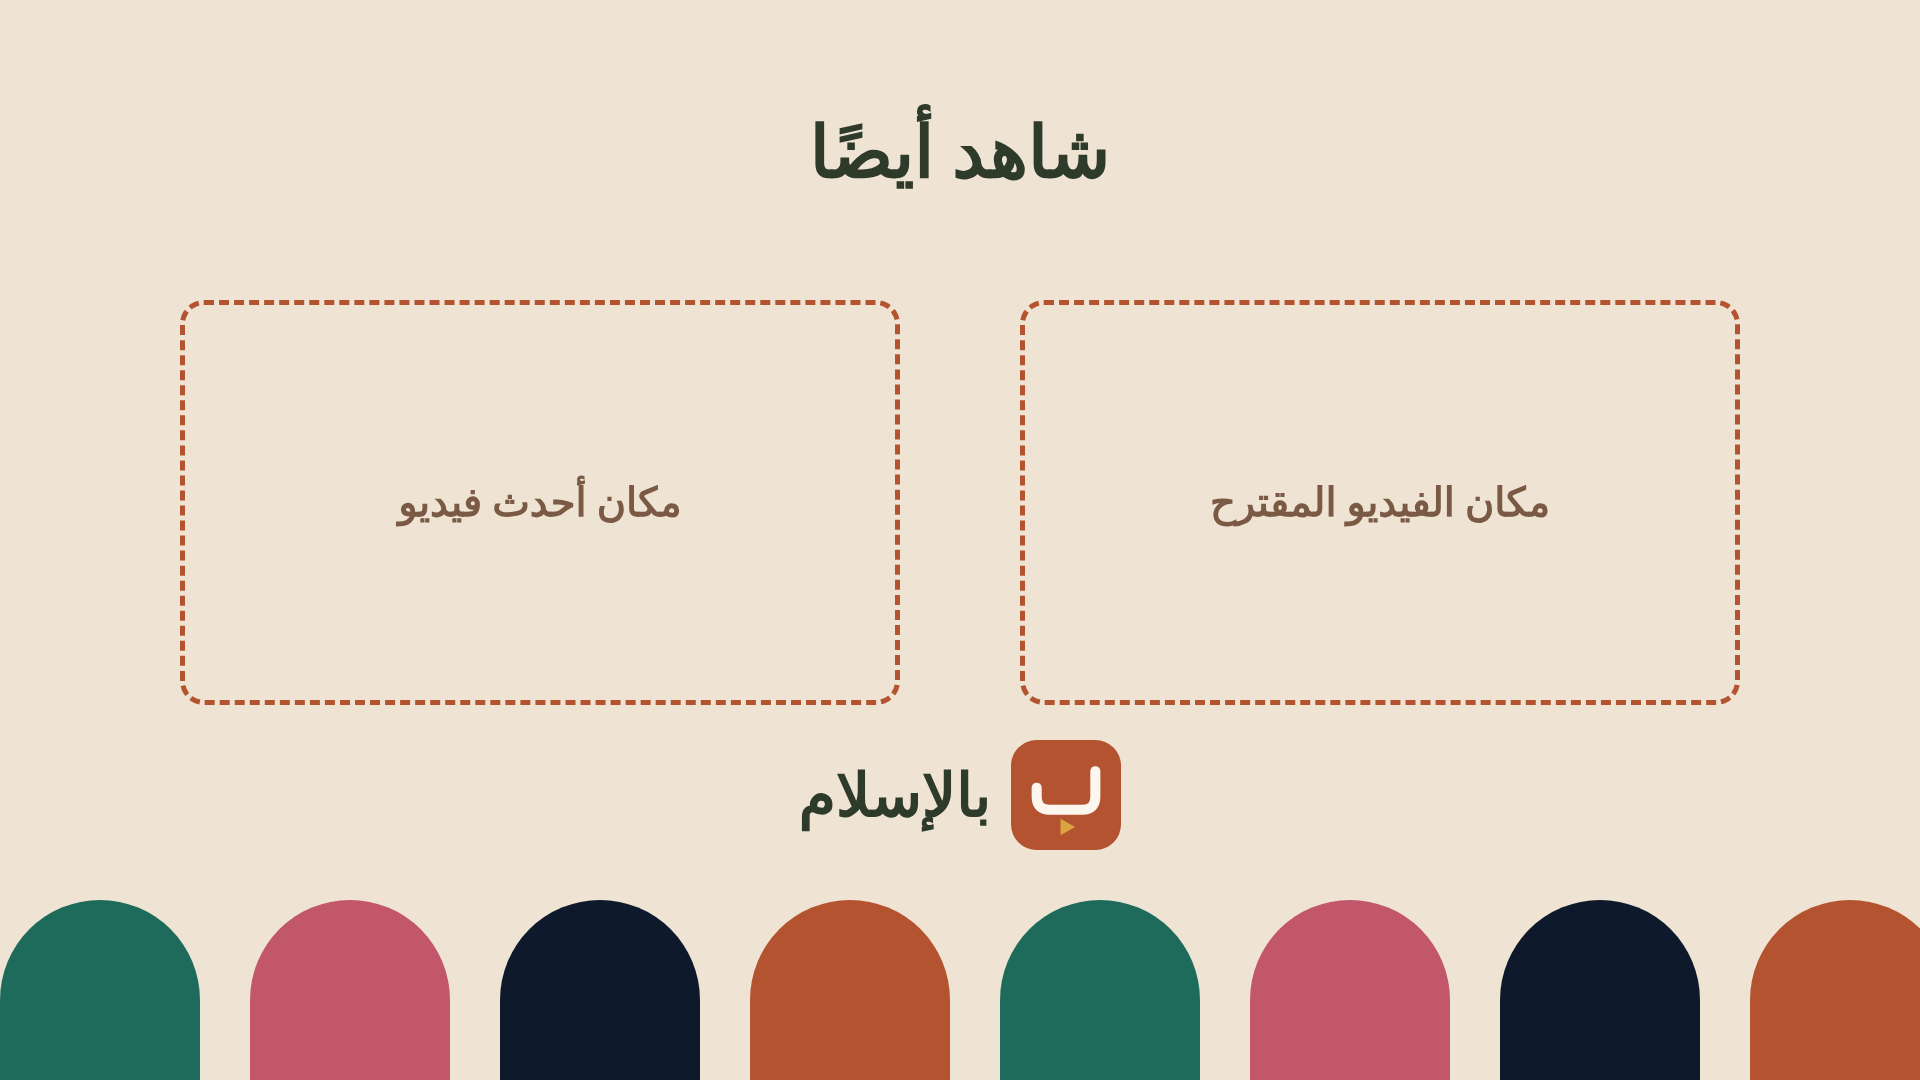 شاهد أيضًا
مكان الفيديو المقترح
مكان أحدث فيديو
بالإسلام